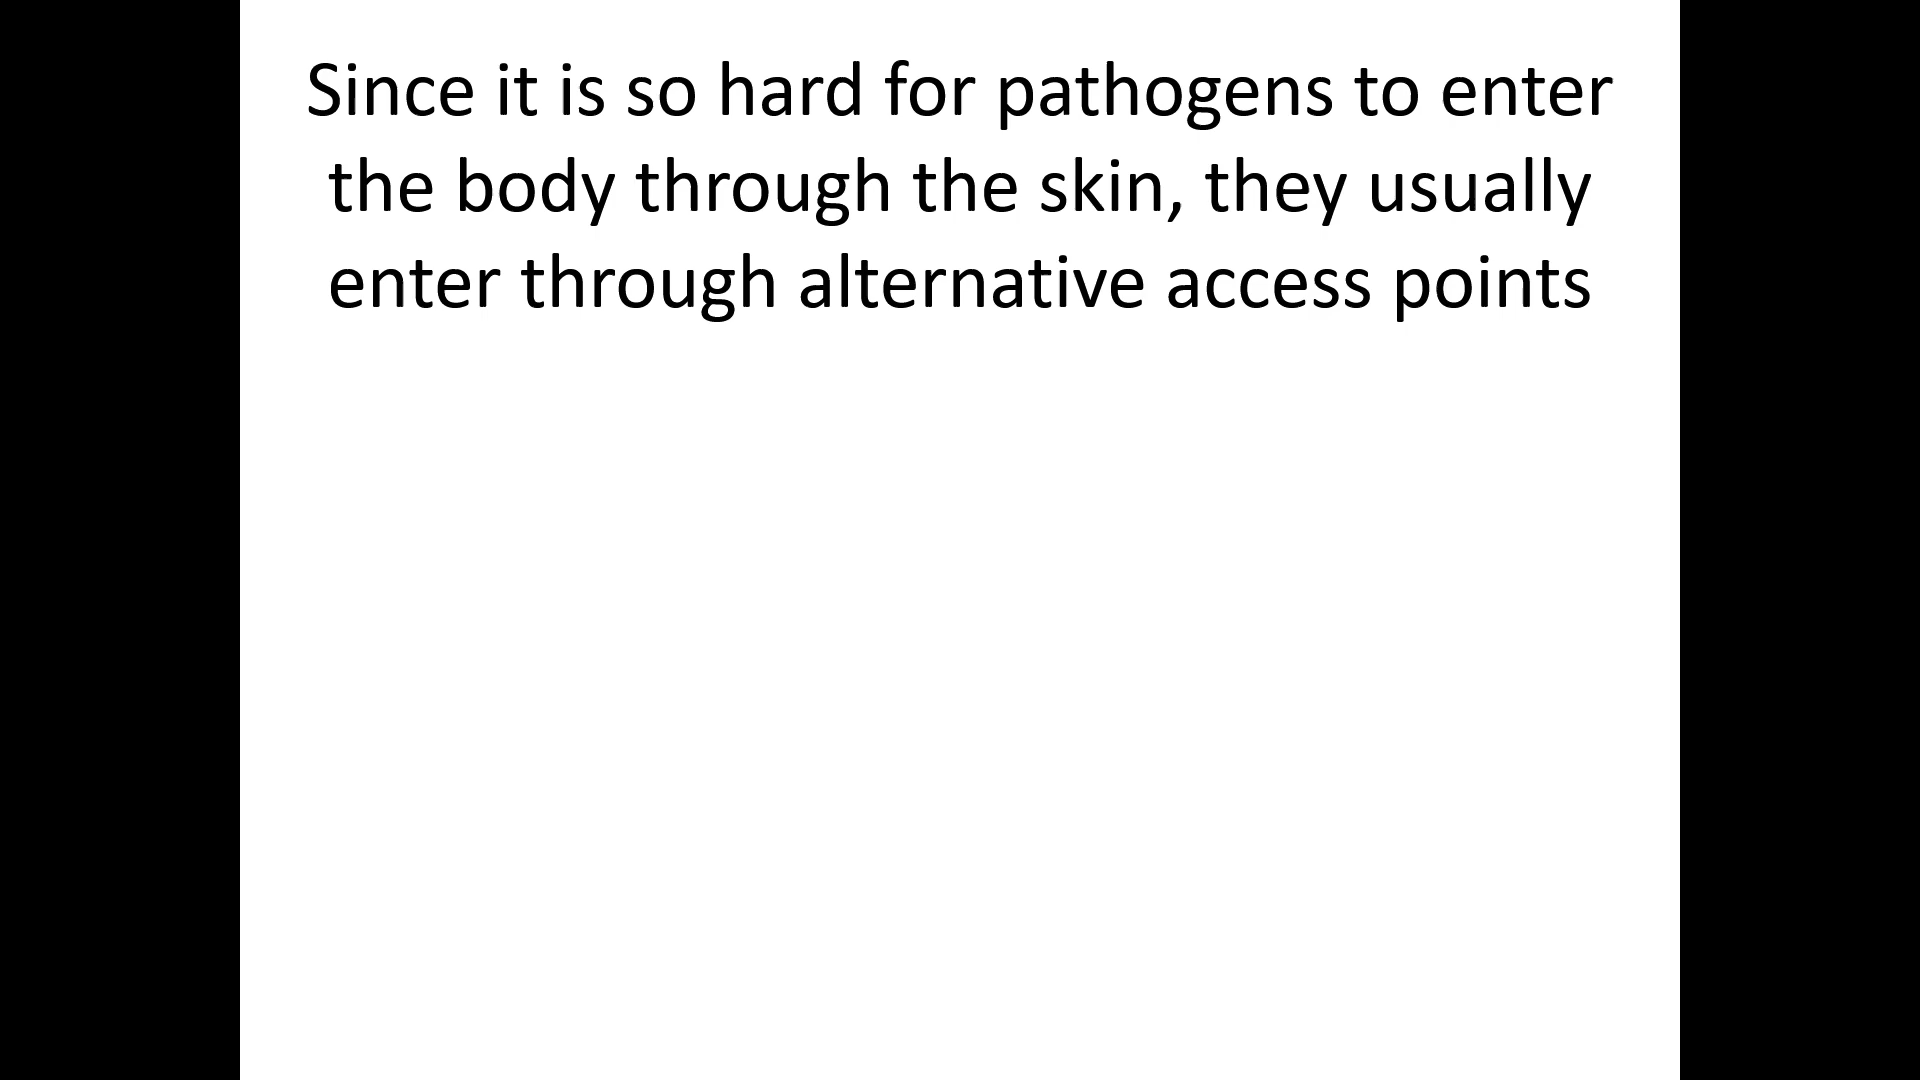 Since it is so hard for pathogens to enter
the body through the skin, they usually
enter through alternative access points